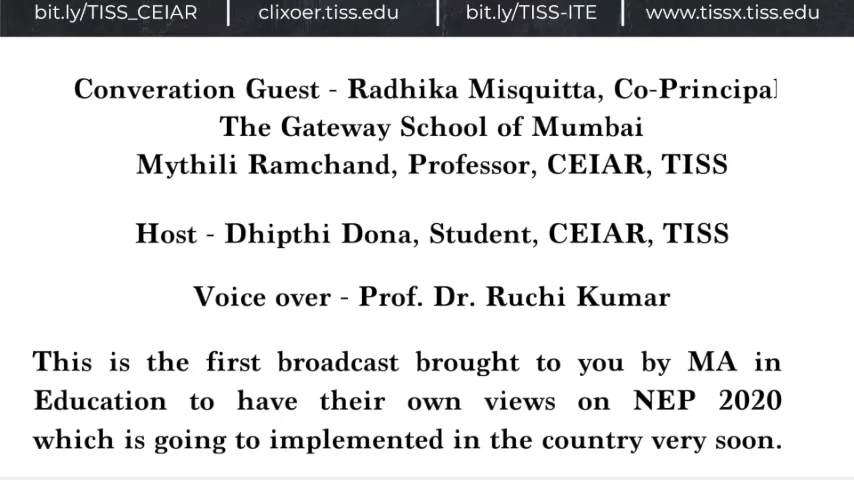 bit.ly/TISS_CEIAR | clixoer.tiss.edu | bit.ly/TISS-ITE | www.tissx.tiss.edu
Converation Guest - Radhika Misquitta, Co-Principal
The Gateway School of Mumbai
Mythili Ramchand, Professor, CEIAR, TISS
Host - Dhipthi Dona, Student, CEIAR, TISS
Voice over - Prof. Dr. Ruchi Kumar
This is the first broadcast brought to you by MA in
Education to have their own views on NEP 2020
which is going to implemented in the country very soon.